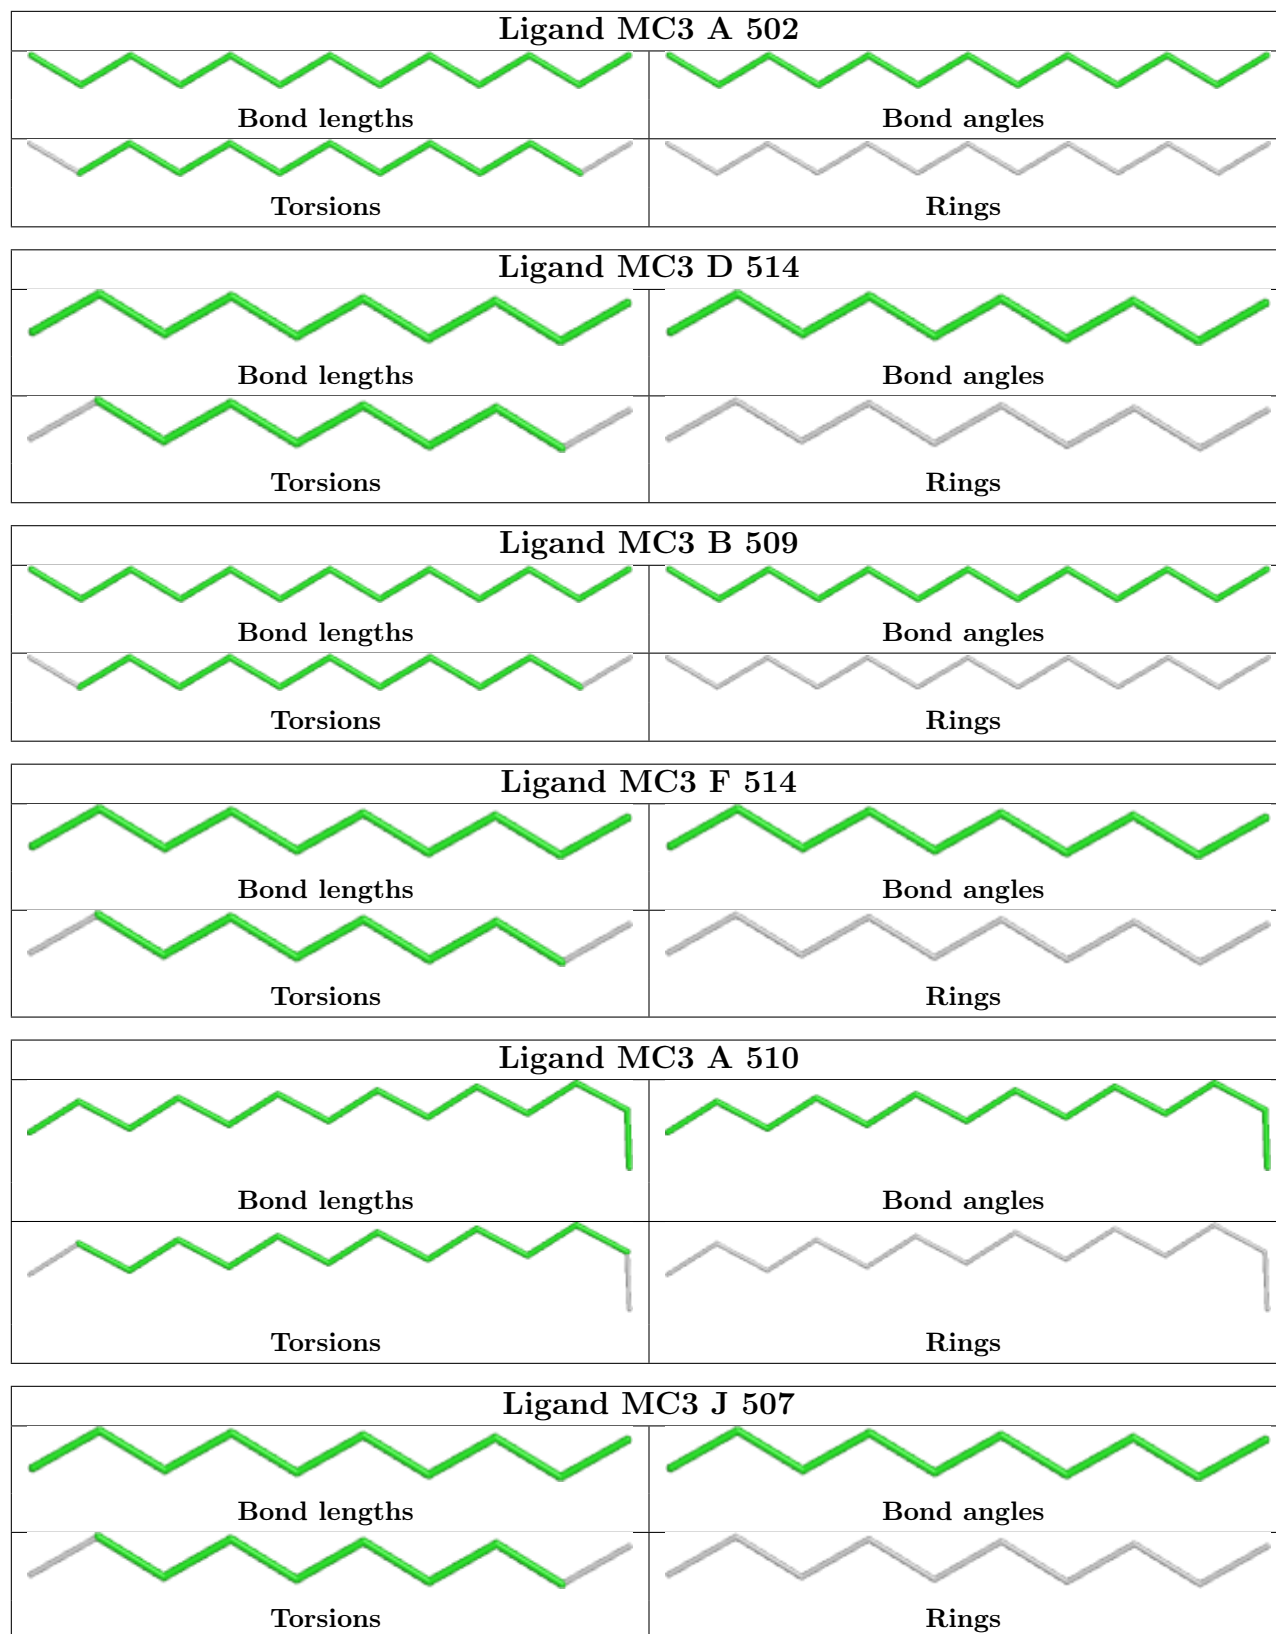 Ligand MC3 A 502
Bond lengths
Bond angles
Torsions
Rings
Ligand MC3 D 514
Bond lengths
Bond angles
Torsions
Rings
Ligand MC3 B 509
Bond lengths
Bond angles
Torsions
Rings
Ligand MC3 F 514
Bond lengths
Bond angles
Torsions
Rings
Ligand MC3 A 510
Bond lengths
Bond angles
Torsions
Rings
Ligand MC3 J 507
Bond lengths
Bond angles
Torsions
Rings